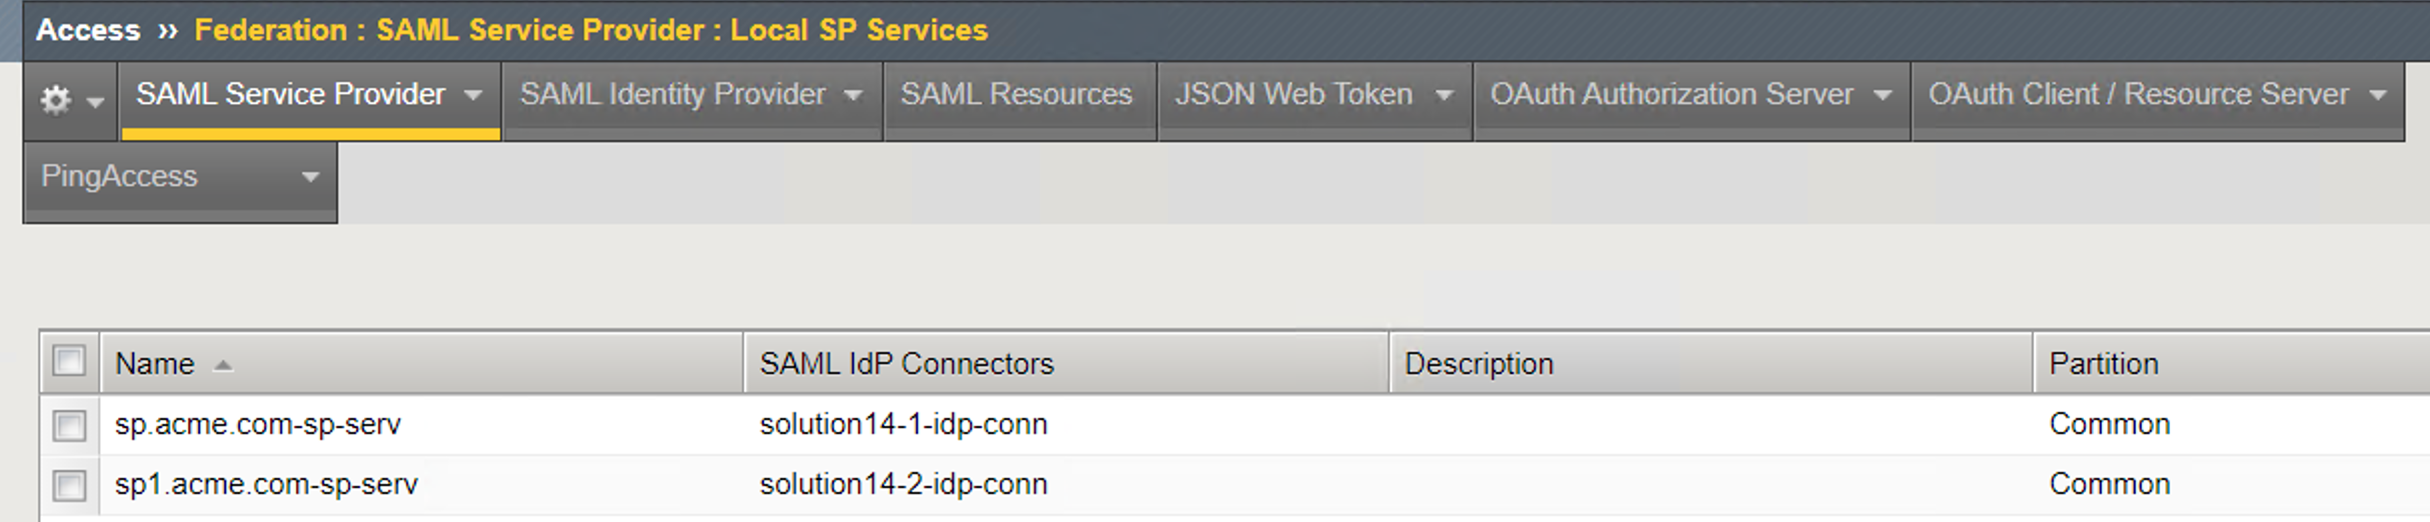 Access ›› Federation : SAML Service Provider : Local SP Services
SAML Service Provider SAML Identity Provider SAML Resources JSON Web Token OAuth Authorization Server OAuth Client / Resource Server
PingAccess
Name SAML IdP Connectors Description Partition
sp.acme.com-sp-serv solution14-1-idp-conn Common
sp1.acme.com-sp-serv solution14-2-idp-conn Common